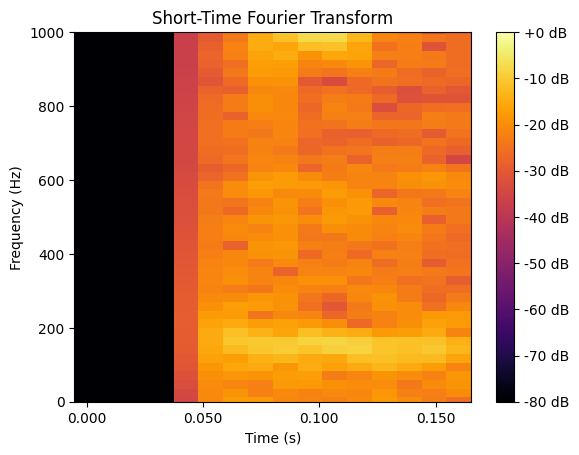 Short-Time Fourier Transform
1000
800
600
400
200
0
Frequency (Hz)
0.000
0.050
0.100
0.150
Time (s)
+0 dB
-10 dB
-20 dB
-30 dB
-40 dB
-50 dB
-60 dB
-70 dB
-80 dB